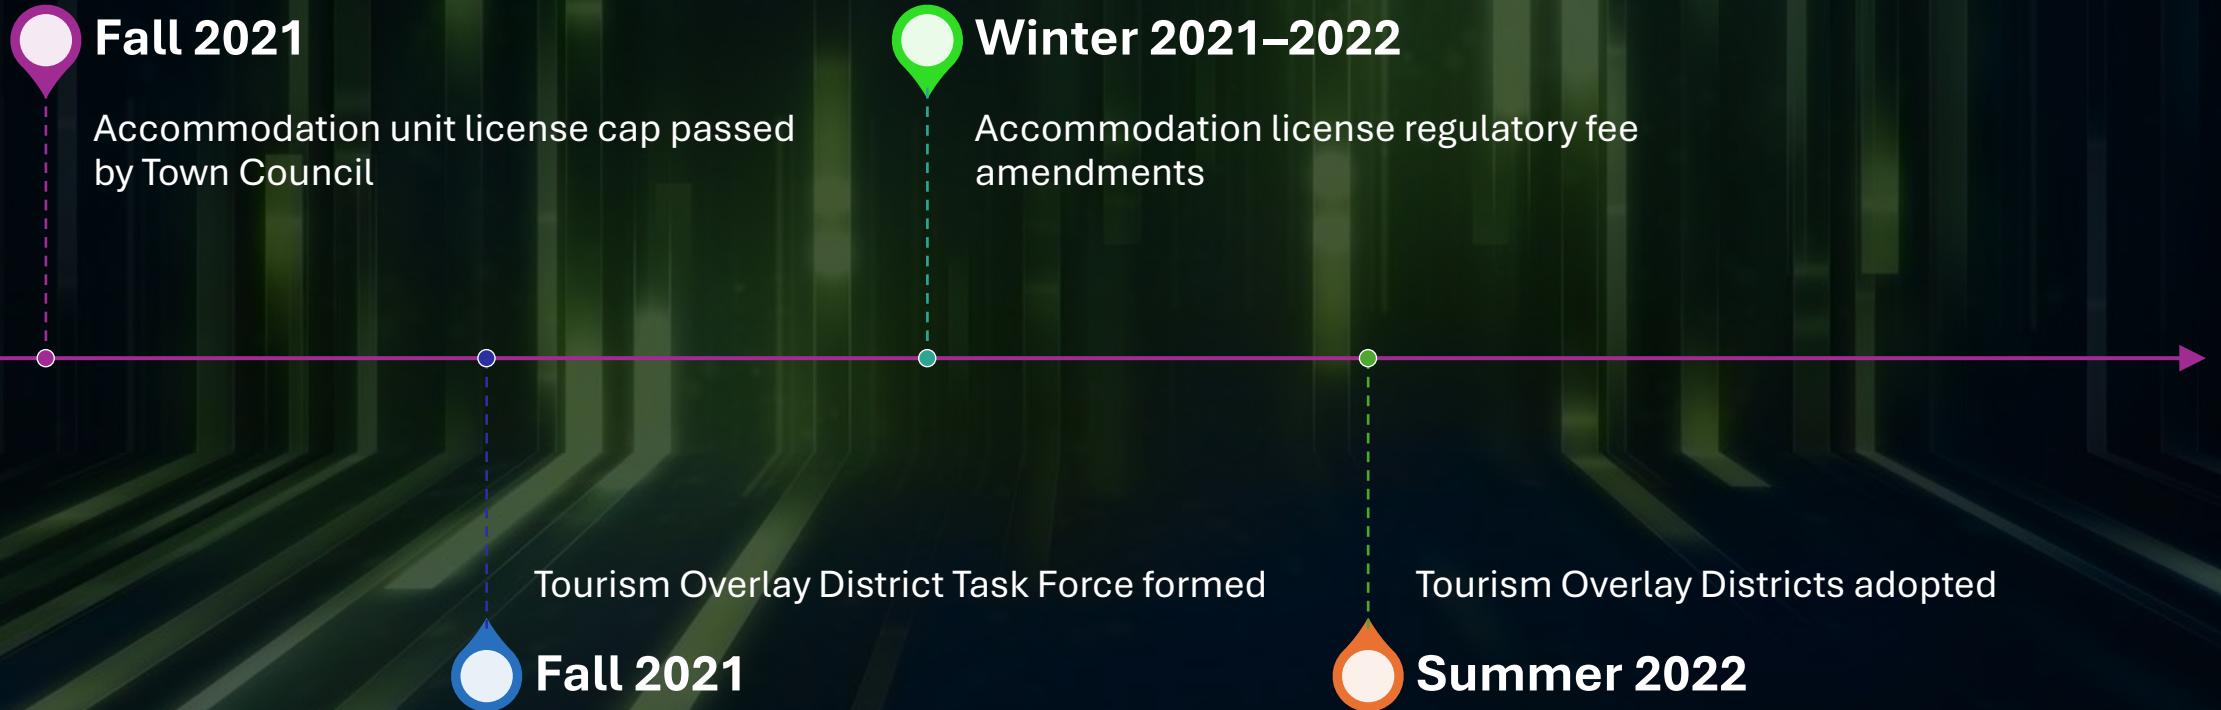 Fall 2021
Accommodation unit license cap passed
by Town Council
Winter 2021–2022
Accommodation license regulatory fee
amendments
Tourism Overlay District Task Force formed
Fall 2021
Tourism Overlay Districts adopted
Summer 2022